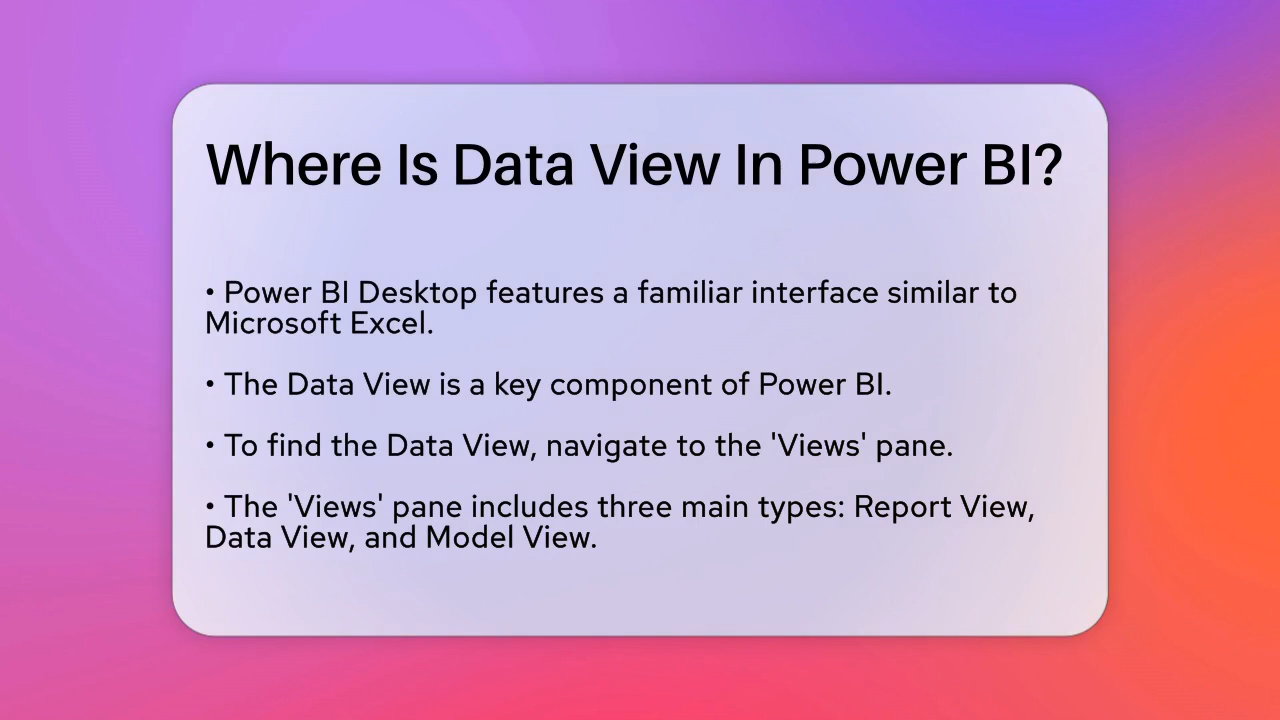 Where Is Data View In Power BI?
• Power BI Desktop features a familiar interface similar to
Microsoft Excel.
• The Data View is a key component of Power BI.
• To find the Data View, navigate to the 'Views' pane.
• The 'Views' pane includes three main types: Report View,
Data View, and Model View.